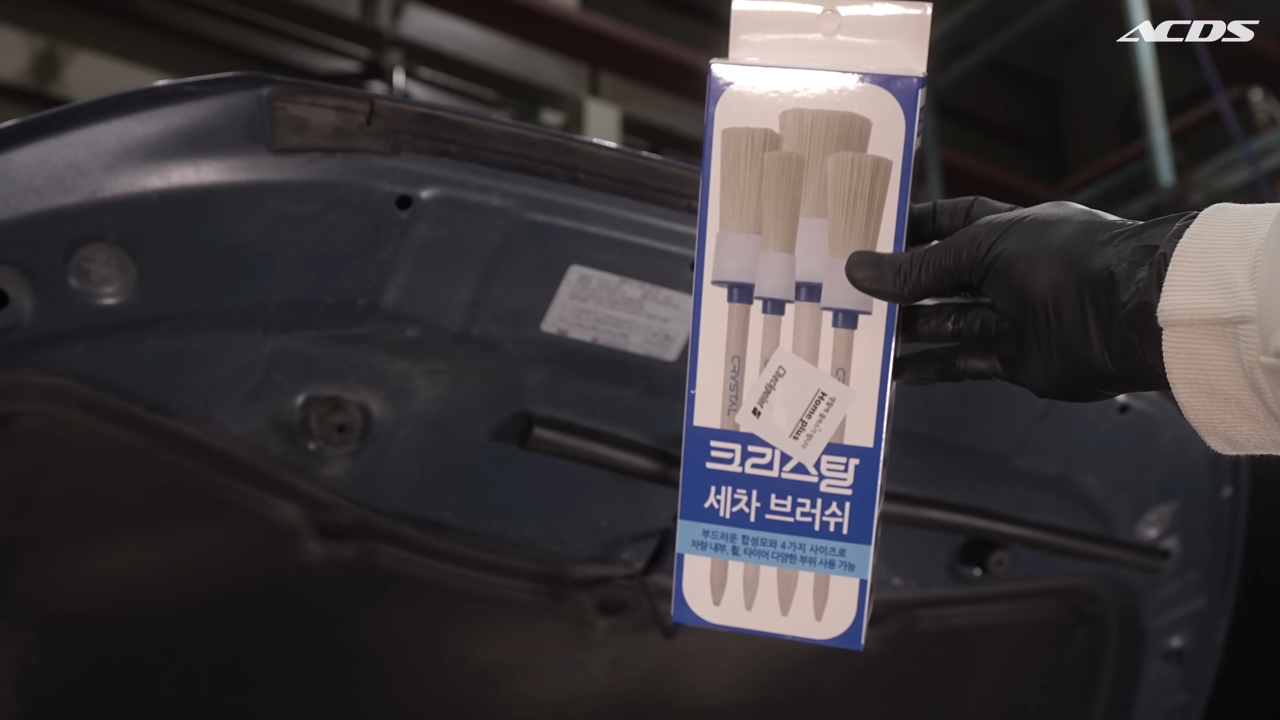 ACDS
CRYSTAL
Checkpoint
Home plus
크리스탈
세차 브러쉬
부드러운 합성모와 4가지 사이즈로
차량 내부, 휠, 타이어 다양한 부위 사용 가능